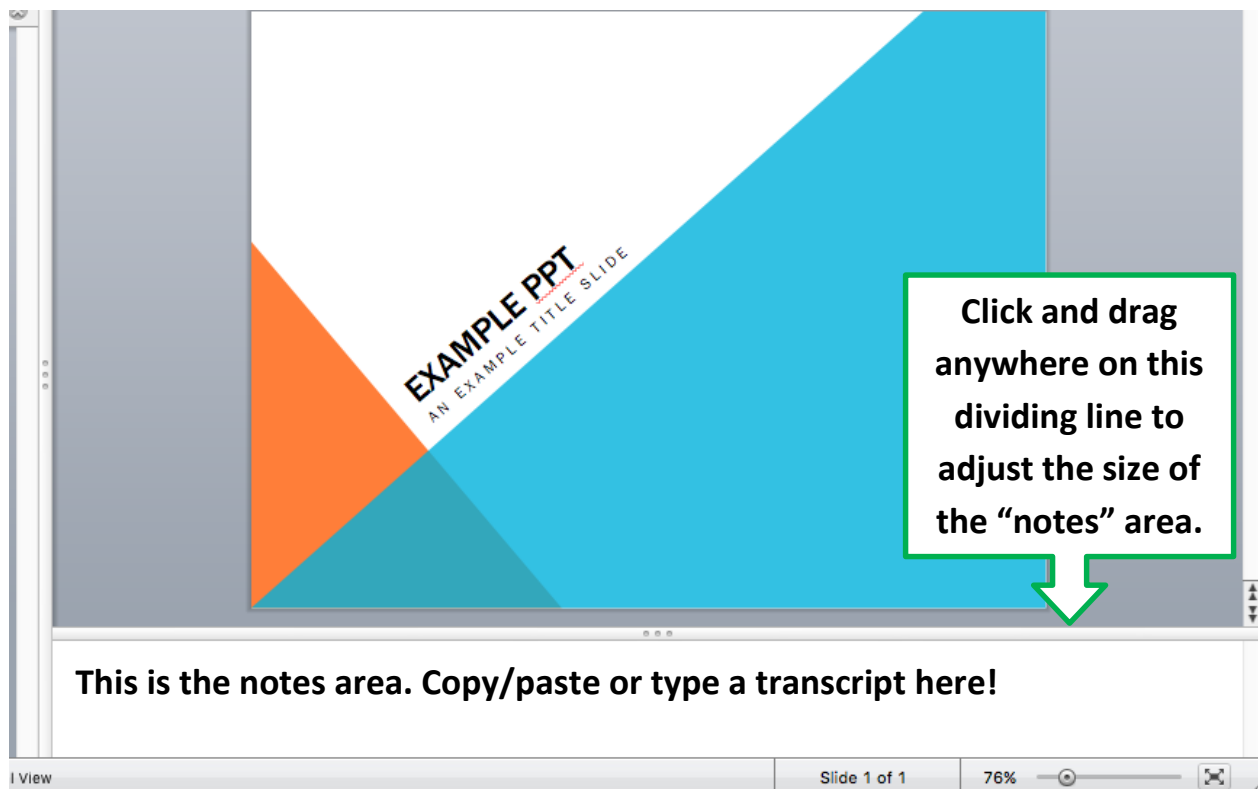 EXAMPLE PPT
AN EXAMPLE TITLE SLIDE
Click and drag
anywhere on this
dividing line to
adjust the size of
the “notes” area.
This is the notes area. Copy/paste or type a transcript here!
l View
Slide 1 of 1
76%